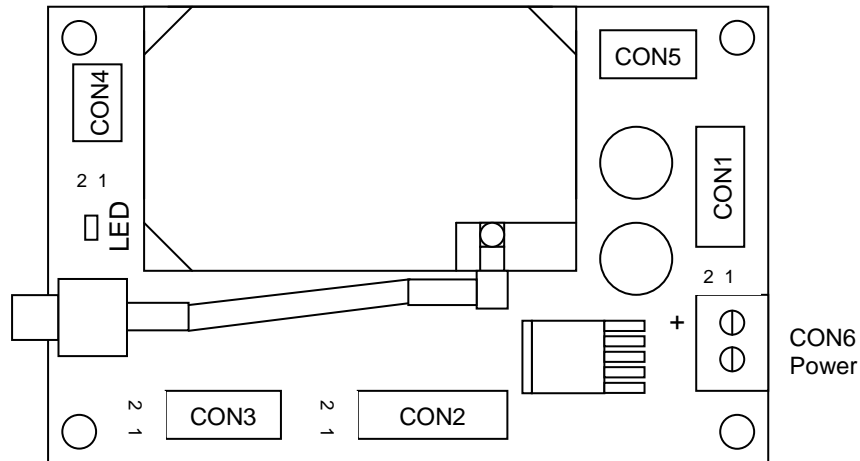 CON5
CON4
CON1
2 1
LED
2 1
+
CON6
Power
2
1
CON3
2
1
CON2